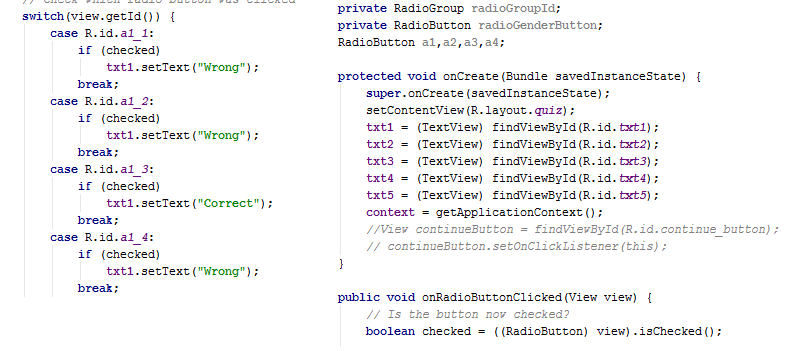 // Check which radio button was clicked
switch(view.getId()) {
case R.id.a1_1:
if (checked)
txt1.setText("Wrong");
break;
case R.id.a1_2:
if (checked)
txt1.setText("Wrong");
break;
case R.id.a1_3:
if (checked)
txt1.setText("Correct");
break;
case R.id.a1_4:
if (checked)
txt1.setText("Wrong");
break;
private RadioGroup radioGroupId;
private RadioButton radioGenderButton;
RadioButton a1,a2,a3,a4;
protected void onCreate(Bundle savedInstanceState) {
super.onCreate(savedInstanceState);
setContentView(R.layout.quiz);
txt1 = (TextView) findViewById(R.id.txt1);
txt2 = (TextView) findViewById(R.id.txt2);
txt3 = (TextView) findViewById(R.id.txt3);
txt4 = (TextView) findViewById(R.id.txt4);
txt5 = (TextView) findViewById(R.id.txt5);
context = getApplicationContext();
//View continueButton = findViewById(R.id.continue_button);
// continueButton.setOnClickListener(this);
}
public void onRadioButtonClicked(View view) {
// Is the button now checked?
boolean checked = ((RadioButton) view).isChecked();